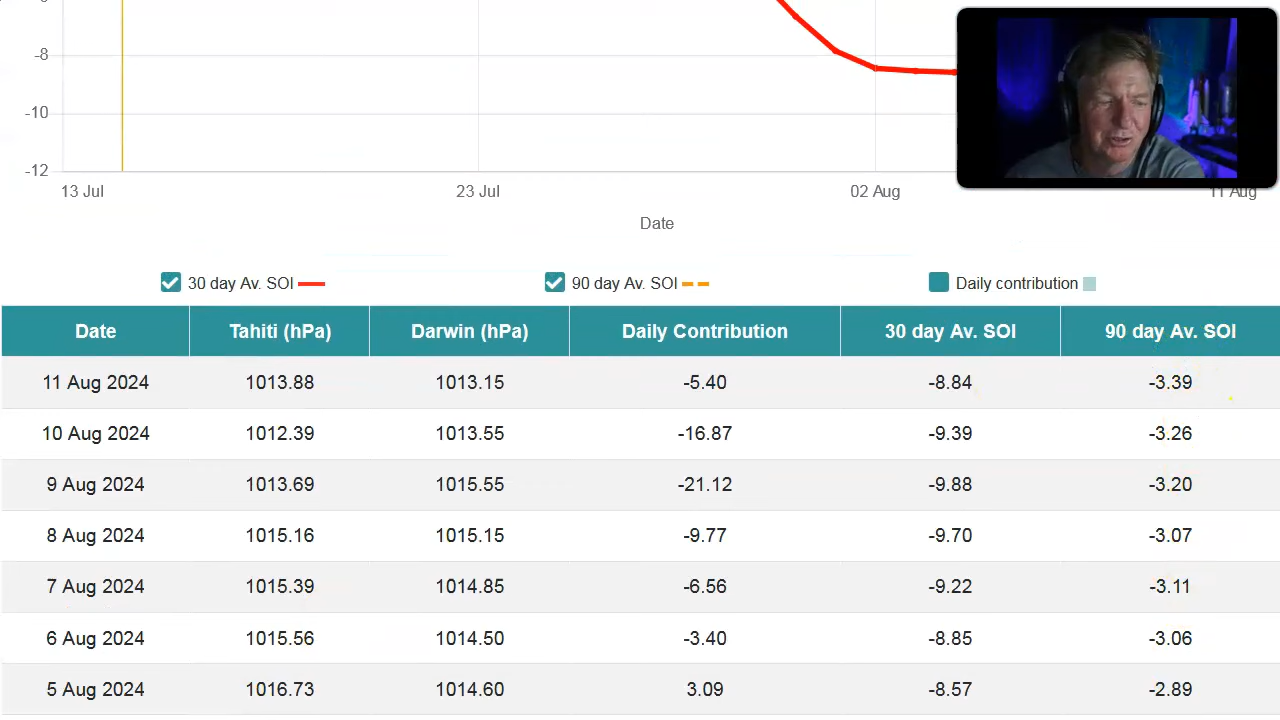 -8
-10
-12
13 Jul 23 Jul 02 Aug 11 Aug
Date
30 day Av. SOI 90 day Av. SOI Daily contribution
Date Tahiti (hPa) Darwin (hPa) Daily Contribution 30 day Av. SOI 90 day Av. SOI
11 Aug 2024 1013.88 1013.15 -5.40 -8.84 -3.39
10 Aug 2024 1012.39 1013.55 -16.87 -9.39 -3.26
9 Aug 2024 1013.69 1015.55 -21.12 -9.88 -3.20
8 Aug 2024 1015.16 1015.15 -9.77 -9.70 -3.07
7 Aug 2024 1015.39 1014.85 -6.56 -9.22 -3.11
6 Aug 2024 1015.56 1014.50 -3.40 -8.85 -3.06
5 Aug 2024 1016.73 1014.60 3.09 -8.57 -2.89